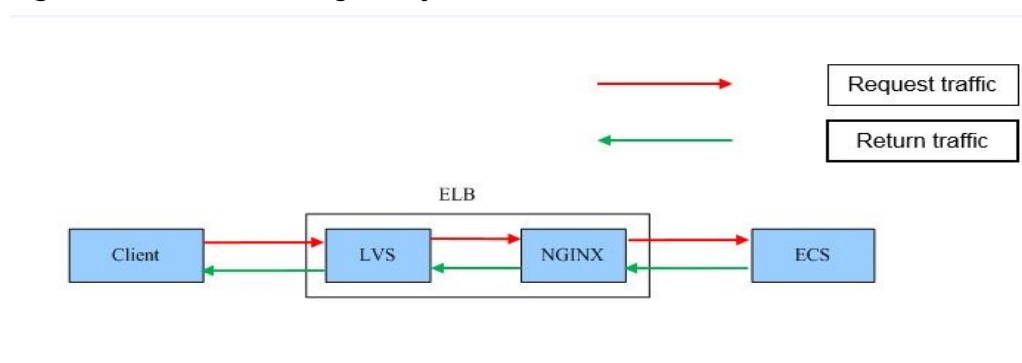 Request traffic
Return traffic
ELB
Client
LVS
NGINX
ECS